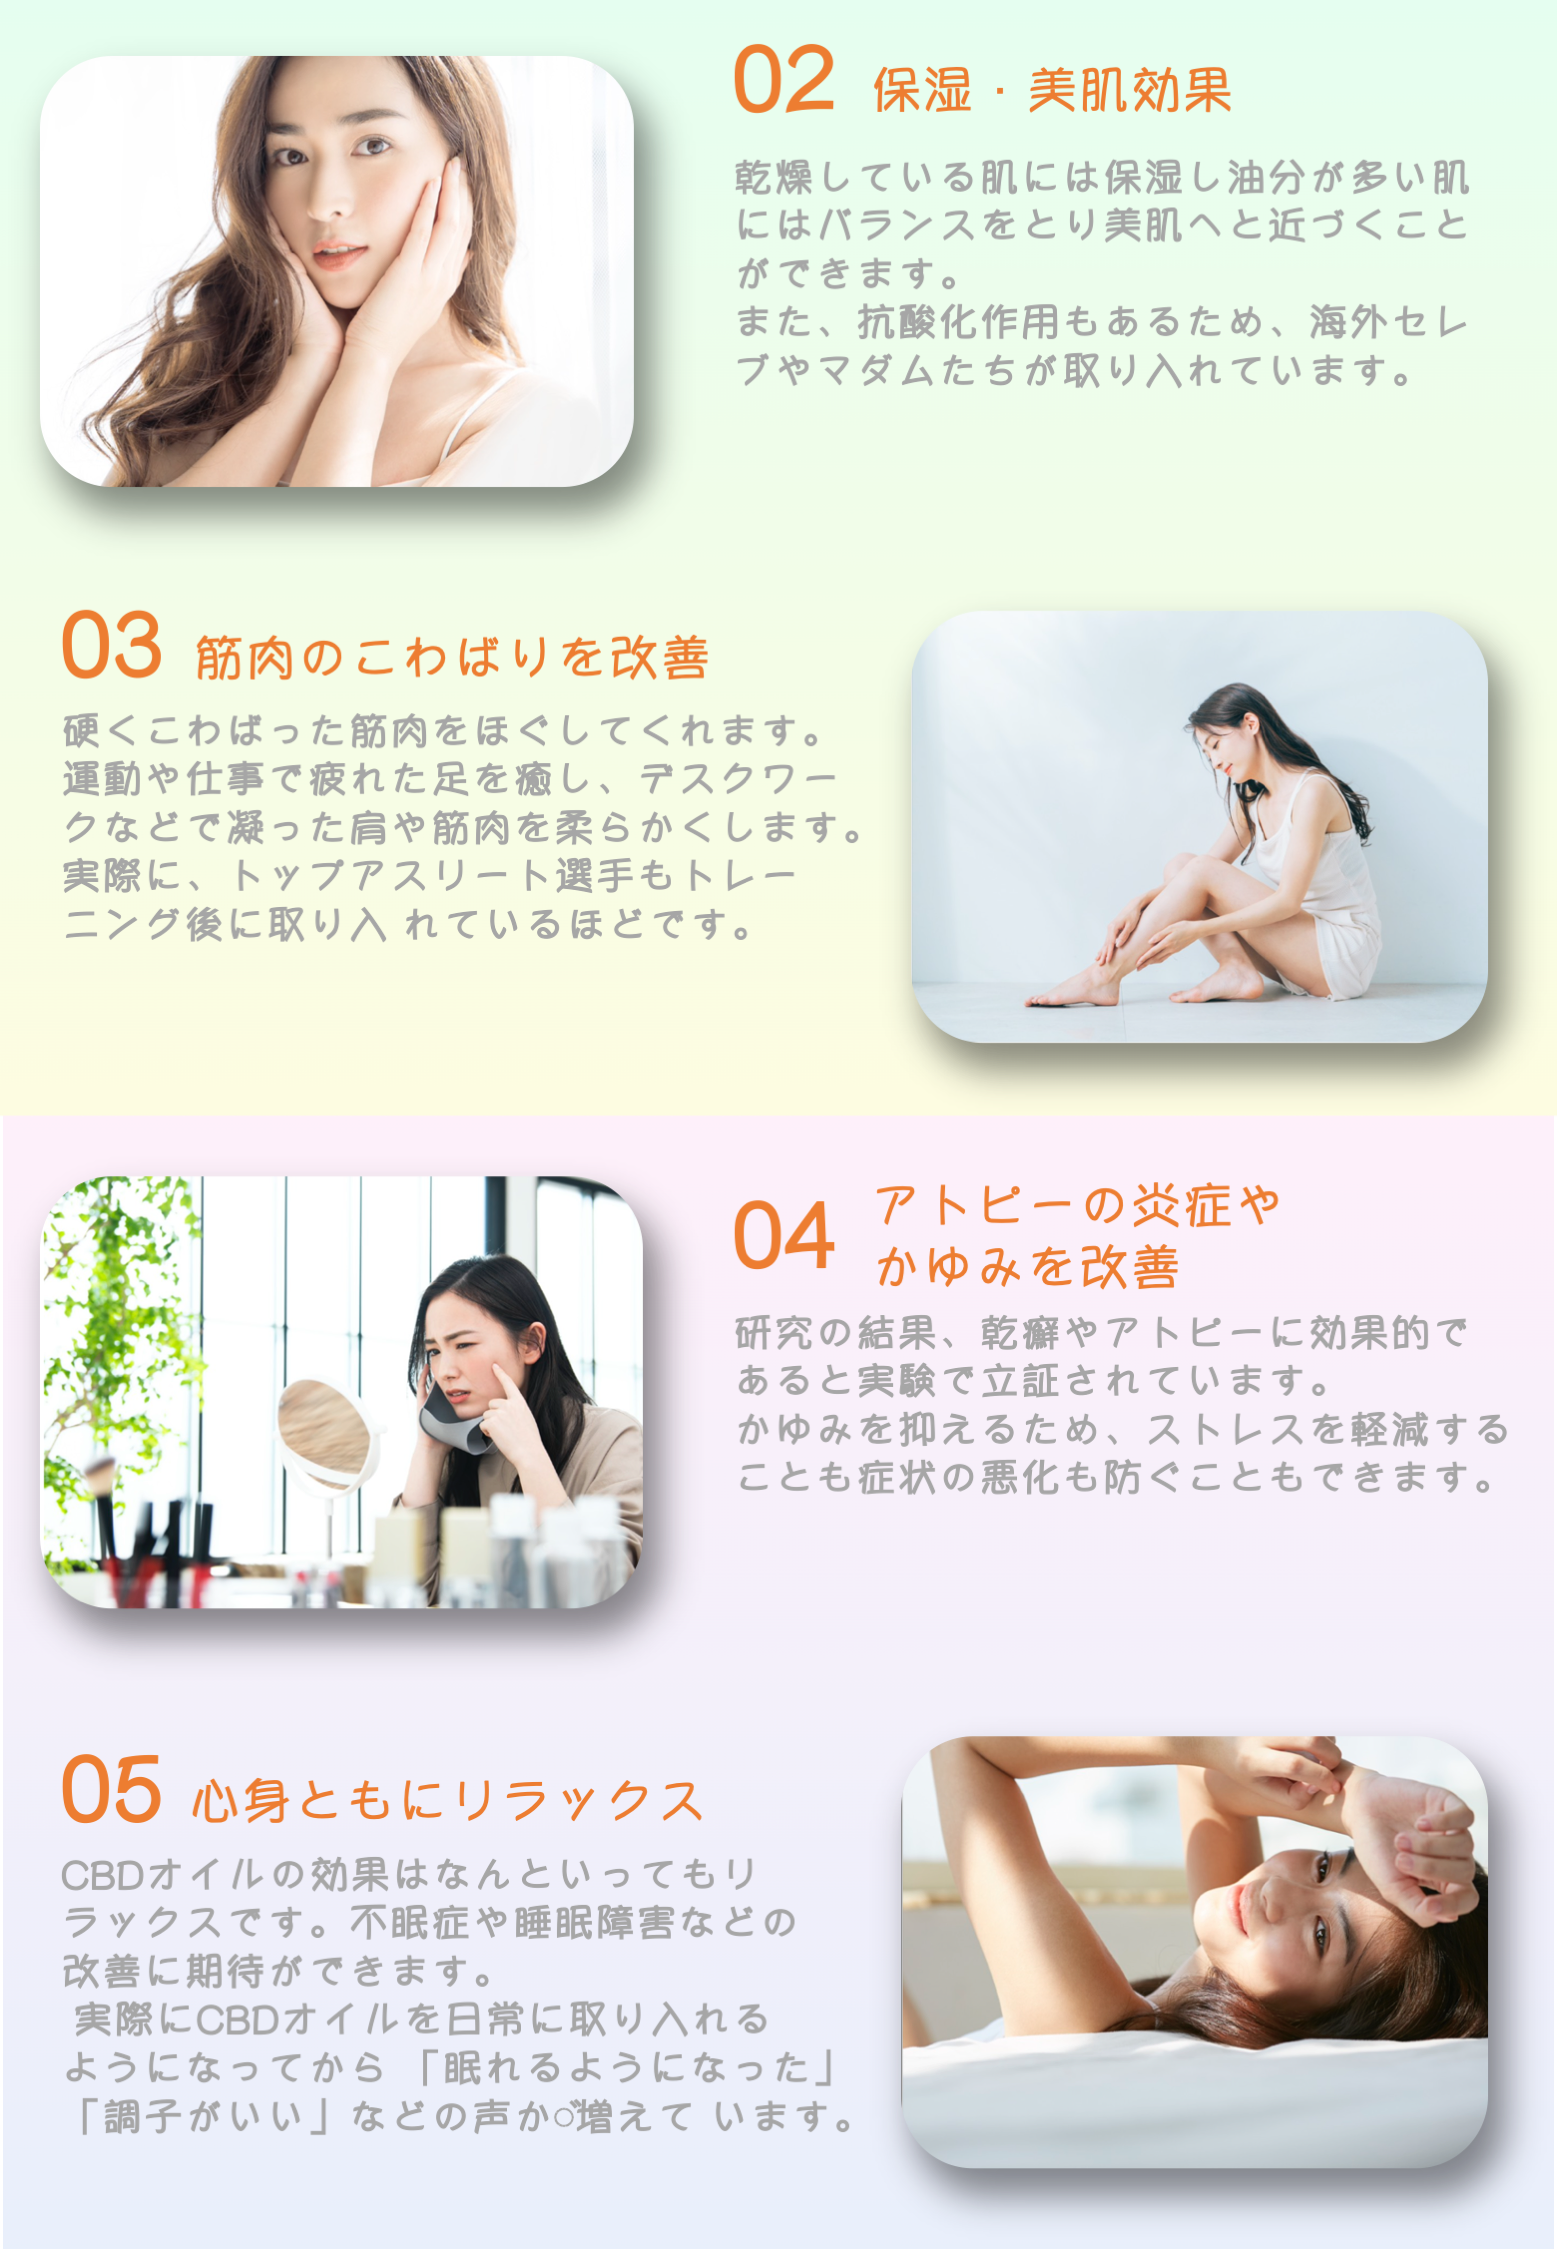 02 保湿・美肌効果
乾燥している肌には保湿し油分が多い肌
にはバランスをとり美肌へと近づくこと
ができます。
また、抗酸化作用もあるため、海外セレ
ブやマダムたちが取り入れています。
03 筋肉のこわばりを改善
硬くこわばった筋肉をほぐしてくれます。
運動や仕事で疲れた足を癒し、デスクワー
クなどで凝った肩や筋肉を柔らかくします。
実際に、トップアスリート選手もトレー
ニング後に取り入 れているほどです。
04 アトピーの炎症や
かゆみを改善
研究の結果、乾癬やアトピーに効果的で
あると実験で立証されています。
かゆみを抑えるため、ストレスを軽減する
ことも症状の悪化も防ぐこともできます。
05 心身ともにリラックス
CBDオイルの効果はなんといってもリ
ラックスです。不眠症や睡眠障害などの
改善に期待ができます。
実際にCBDオイルを日常に取り入れる
ようになってから 「眠れるようになった」
「調子がいい」などの声が増えて います。